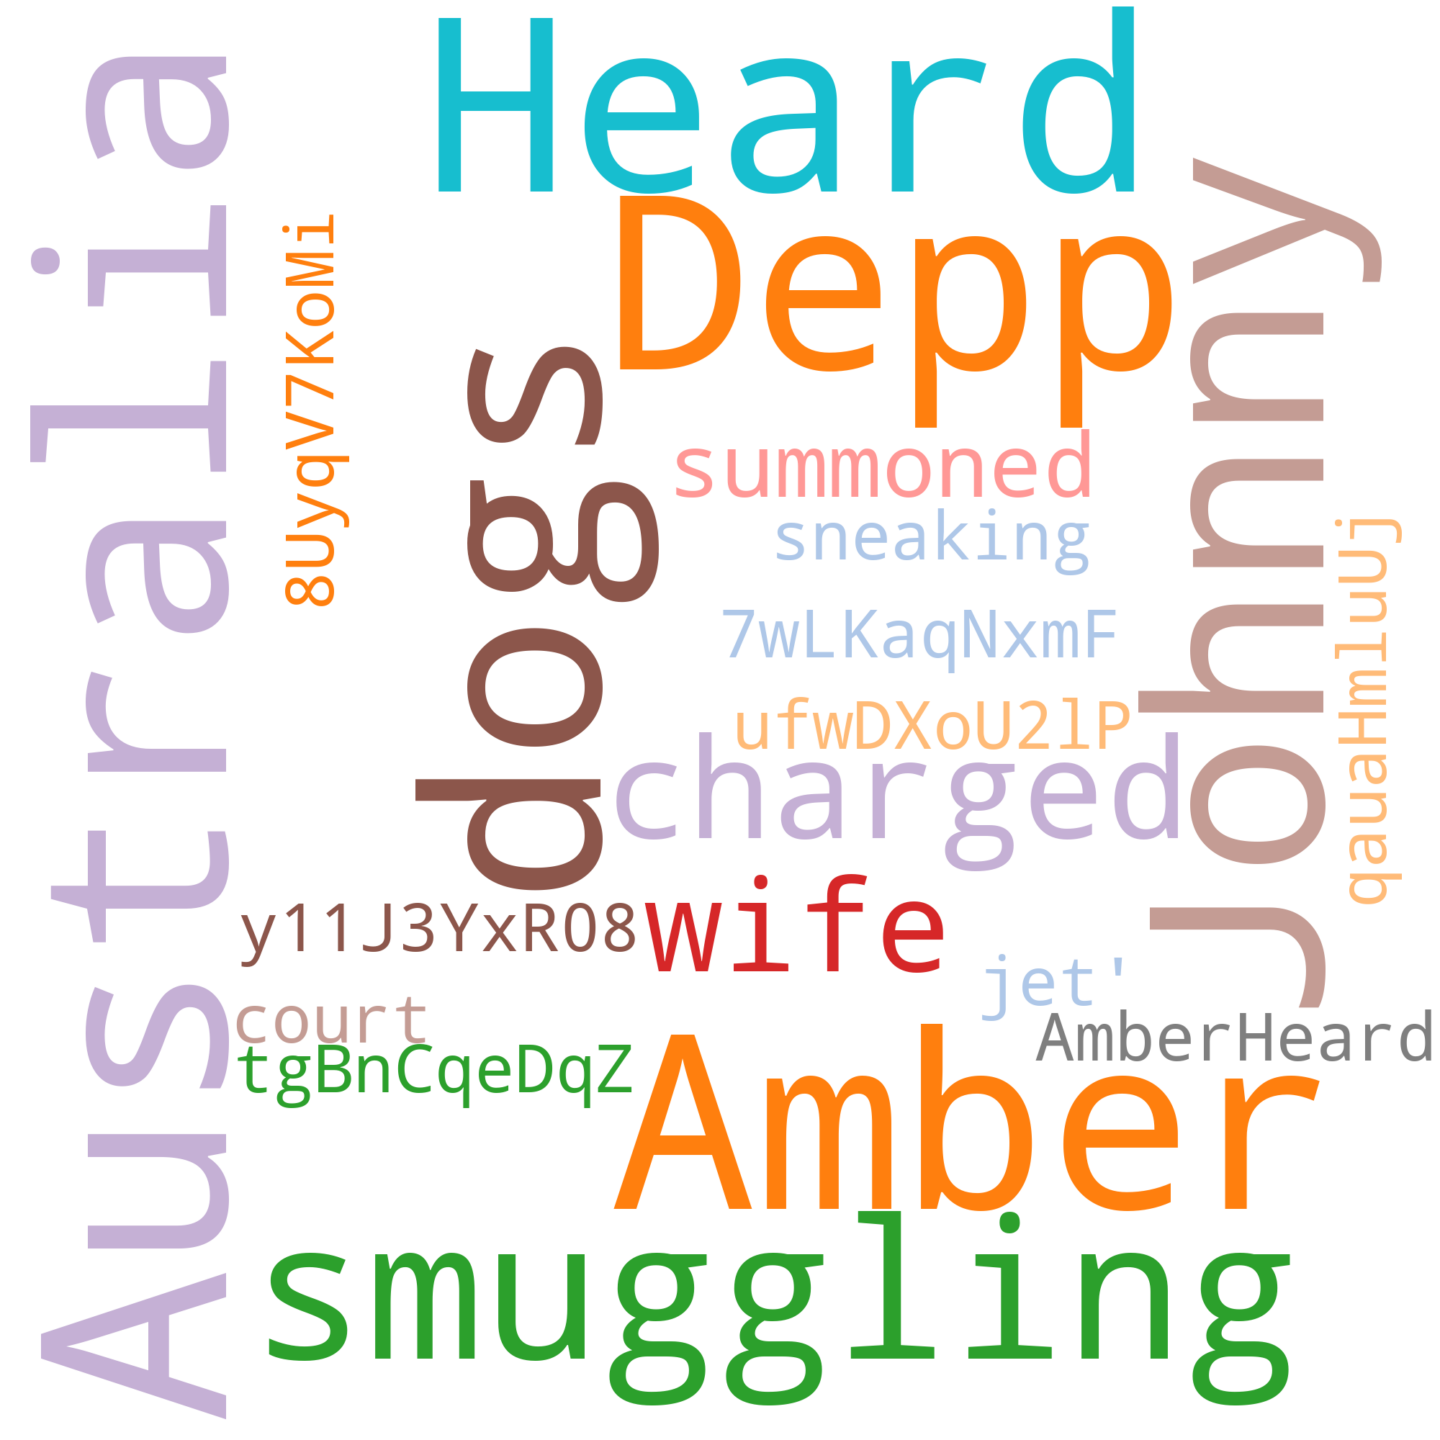 Heard
Depp
Australia
Johnny
8UyqV7KoMi
dogs
summoned
sneaking
qauaHmluUj
7wLKaqNxmF
ufwDXoU2lP
charged
wife
y11J3YxR08
jet'
court
AmberHeard
tgBnCqeDqZ
Amber
smuggling